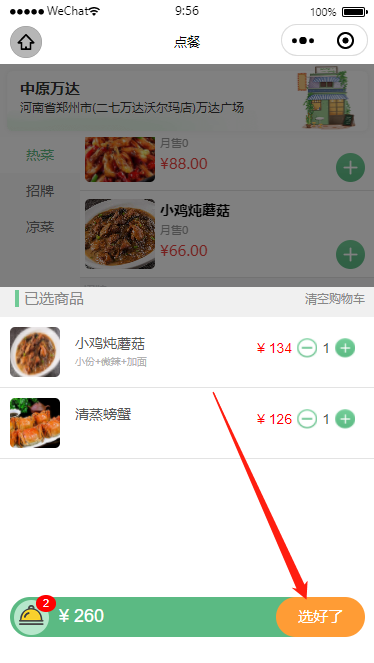 ●●●●● WeChat 9:56 100%
点餐
中原万达
河南省郑州市(二七万达沃尔玛店)万达广场
热菜
月售0
¥88.00
招牌
小鸡炖蘑菇
月售0
凉菜
¥66.00
已选商品 清空购物车
小鸡炖蘑菇
¥ 134 1
小份+微辣+加面
清蒸螃蟹
¥ 126 1
2
¥ 260
选好了